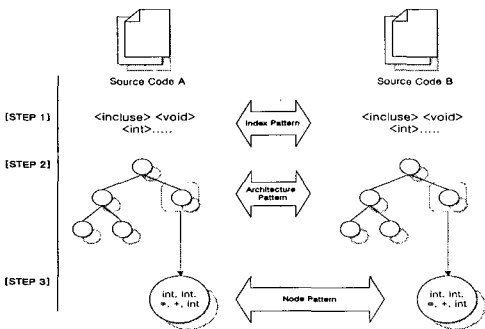 Source Code A
Source Code B
[STEP 1]
<incluse> <void>
<int>.....
Index Pattern
<incluse> <void>
<int>.....
[STEP 2]
Architecture
Pattern
[STEP 3]
int, int,
=, +, int
Node Pattern
int, int,
=, +, int